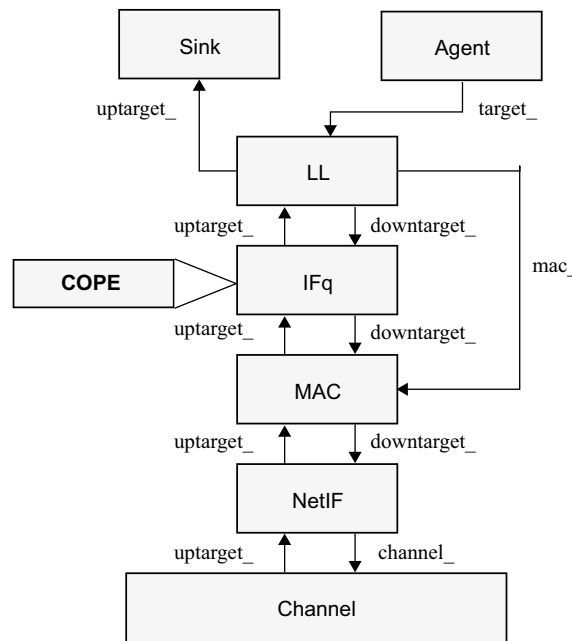 Sink Agent
uptarget_ target_
LL
uptarget_ downtarget_
COPE IFq mac_
uptarget_ downtarget_
MAC
uptarget_ downtarget_
NetIF
uptarget_ channel_
Channel